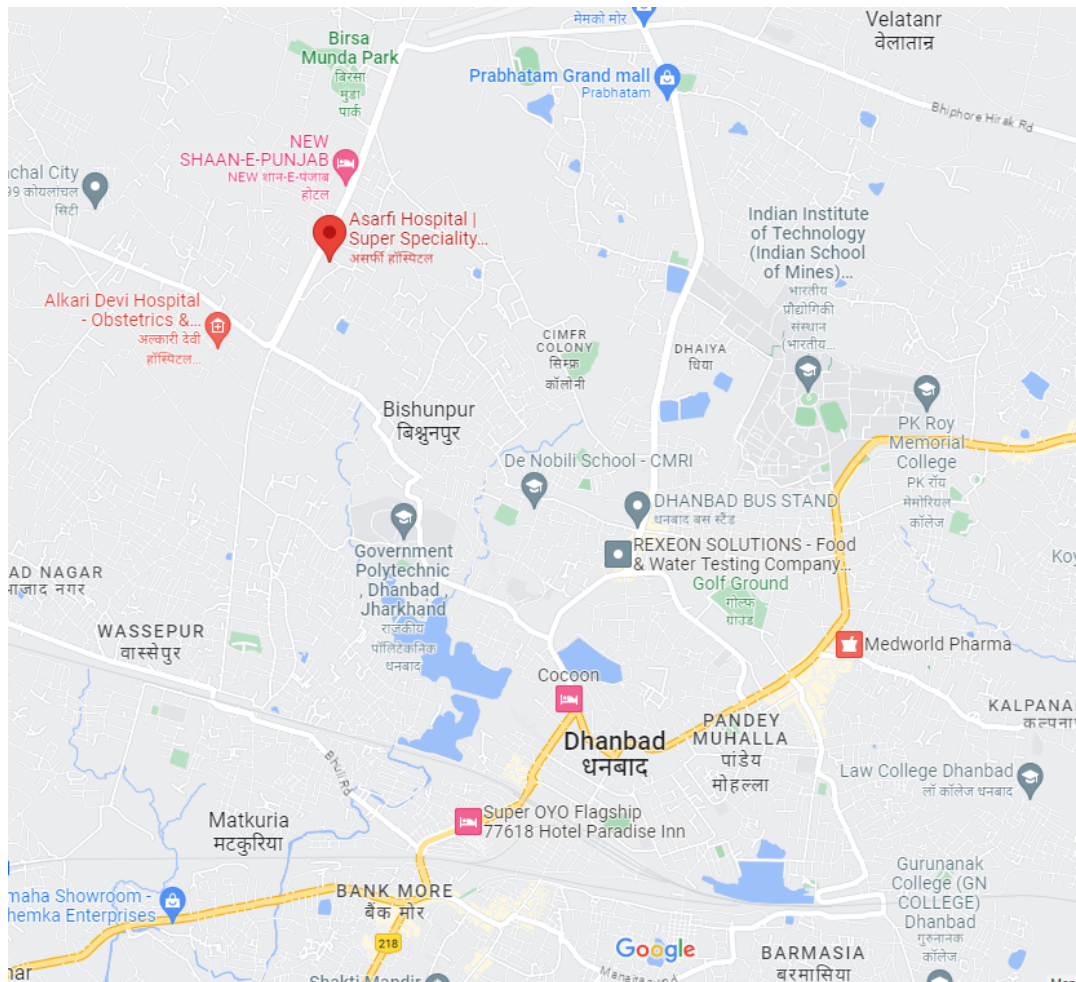 Velatanr
वेलातान्र
मेमको मोर
Birsa
Munda Park
बिरसा
मुंडा
पार्क
Prabhatam Grand mall
Prabhatam
Bhiphore Hirak Rd
NEW
SHAAN-E-PUNJAB
NEW शान-E-पंजाब
होटल
chal City
99 कोयलांचल
सिटी
Asarfi Hospital |
Super Speciality...
असर्फी हॉस्पिटल
Indian Institute
of Technology
(Indian School
of Mines)...
भारतीय
प्रौद्योगिकी
संस्थान
(भारतीय...
Alkari Devi Hospital
- Obstetrics &...
अल्कारी देवी
हॉस्पिटल...
CIMFR
COLONY
सिम्फ्र
कॉलोनी
DHAIYA
धिया
Bishunpur
बिशुनपुर
PK Roy
Memorial
College
PK रॉय
मेमोरियल
कॉलेज
De Nobili School - CMRI
DHANBAD BUS STAND
धनबाद बस स्टैंड
REXEON SOLUTIONS - Food
& Water Testing Company...
Government
Polytechnic
, Dhanbad ,
Jharkhand
राजकीय
पॉलिटेकनिक
धनबाद
Golf Ground
गोल्फ
ग्राउंड
Koy
AD NAGAR
नाजाद नगर
WASSEPUR
वास्सेपुर
Medworld Pharma
Cocoon
KALPANA
PANDEY
MUHALLA
पांडेय
मोहल्ला
Dhanbad
धनबाद
Bhuli Rd
Law College Dhanbad
लॉ कॉलेज धनबाद
Super OYO Flagship
77618 Hotel Paradise Inn
Matkuria
मटकुरिया
Gurunanak
College (GN
COLLEGE)
Dhanbad
गुरुनानक
कॉलेज
maha Showroom -
hemka Enterprises
BANK MORE
बैंक मोर
218
Google
BARMASIA
बरमासिया
nar
Shakti Mandir